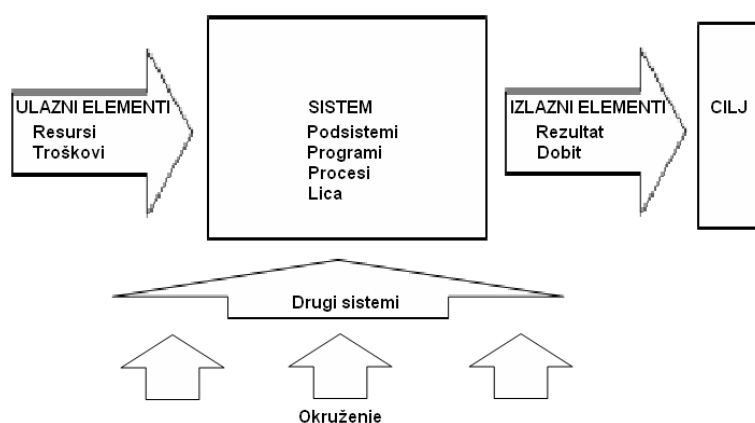 ULAZNI ELEMENTI
Resursi
Troškovi
SISTEM
Podsistemi
Programi
Procesi
Lica
IZLAZNI ELEMENTI
Rezultat
Dobit
CILJ
Drugi sistemi
Okruženie